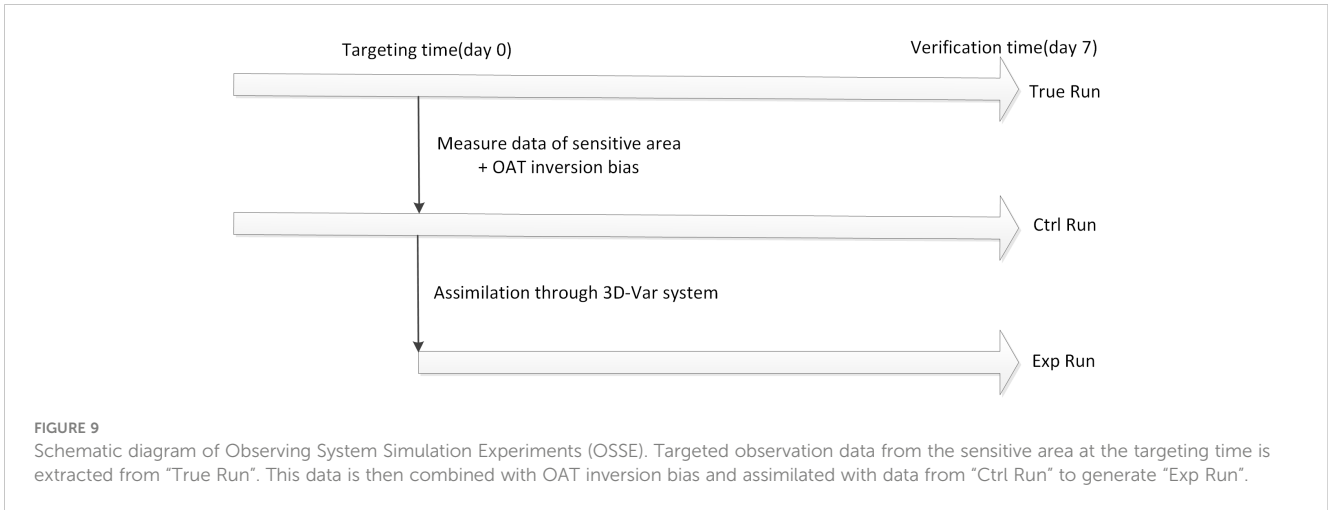 Targeting time(day 0)
Verification time(day 7)
True Run
Measure data of sensitive area
+ OAT inversion bias
Ctrl Run
Assimilation through 3D-Var system
Exp Run
FIGURE 9
Schematic diagram of Observing System Simulation Experiments (OSSE). Targeted observation data from the sensitive area at the targeting time is
extracted from “True Run“. This data is then combined with OAT inversion bias and assimilated with data from “Ctrl Run” to generate “Exp Run”.